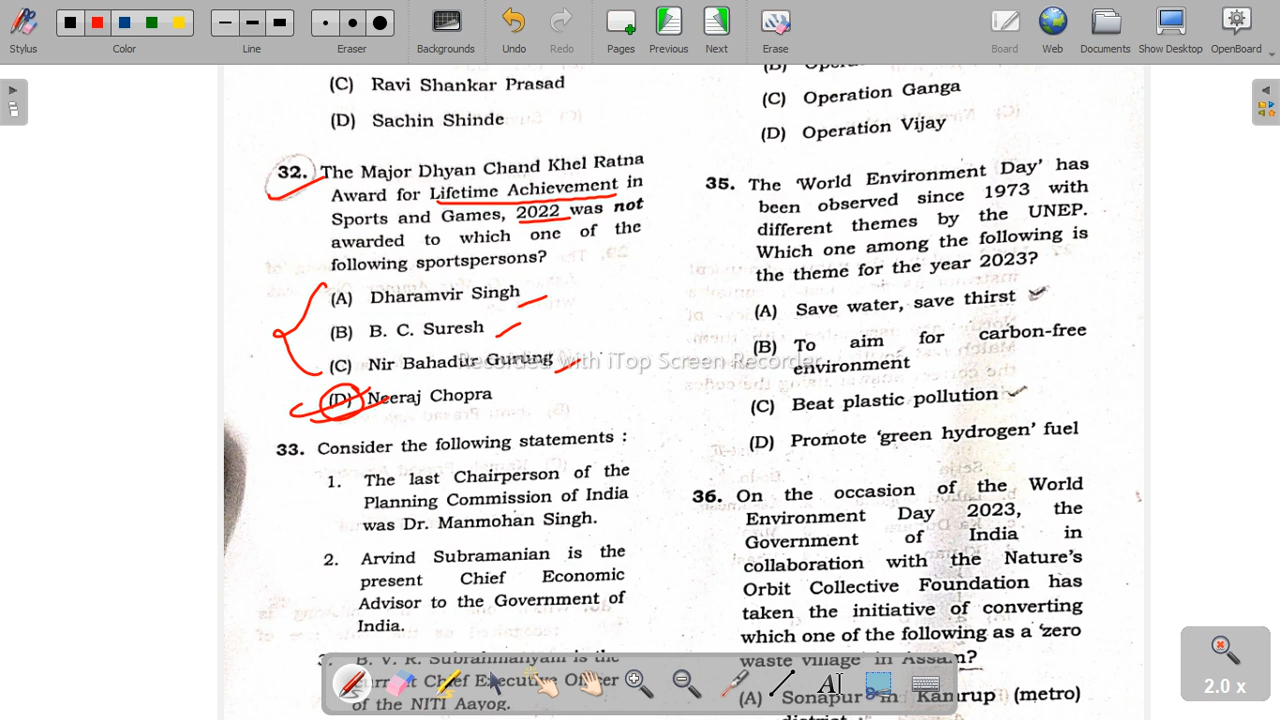 Stylus
Color
Line
Eraser
Backgrounds
Undo
Redo
Pages
Previous
Next
Erase
Board
Web
Documents
Show Desktop
OpenBoard
(C) Ravi Shankar Prasad
(D) Sachin Shinde
32. The Major Dhyan Chand Khel Ratna
Award for Lifetime Achievement in
Sports and Games, 2022 was not
awarded to which one of the
following sportspersons?
(A) Dharamvir Singh
(B) B. C. Suresh
(C) Nir Bahadur Gurung
(D) Neeraj Chopra
33. Consider the following statements :
1. The last Chairperson of the
Planning Commission of India
was Dr. Manmohan Singh.
2. Arvind Subramanian is the
present Chief Economic
Advisor to the Government of
India.
3. B. V. R. Subrahmanyam is the
current Chief Executive Officer
of the NITI Aayog.
(C) Operation Ganga
(D) Operation Vijay
35. The 'World Environment Day' has
been observed since 1973 with
different themes by the UNEP.
Which one among the following is
the theme for the year 2023?
(A) Save water, save thirst
(B) To aim for carbon-free
environment
(C) Beat plastic pollution
(D) Promote 'green hydrogen' fuel
36. On the occasion of the World
Environment Day 2023, the
Government of India in
collaboration with the Nature's
Orbit Collective Foundation has
taken the initiative of converting
which one of the following as a 'zero
waste village' in Assam?
(A) Sonapur in Kamrup (metro)
district
Recorded with iTop Screen Recorder
2.0 x